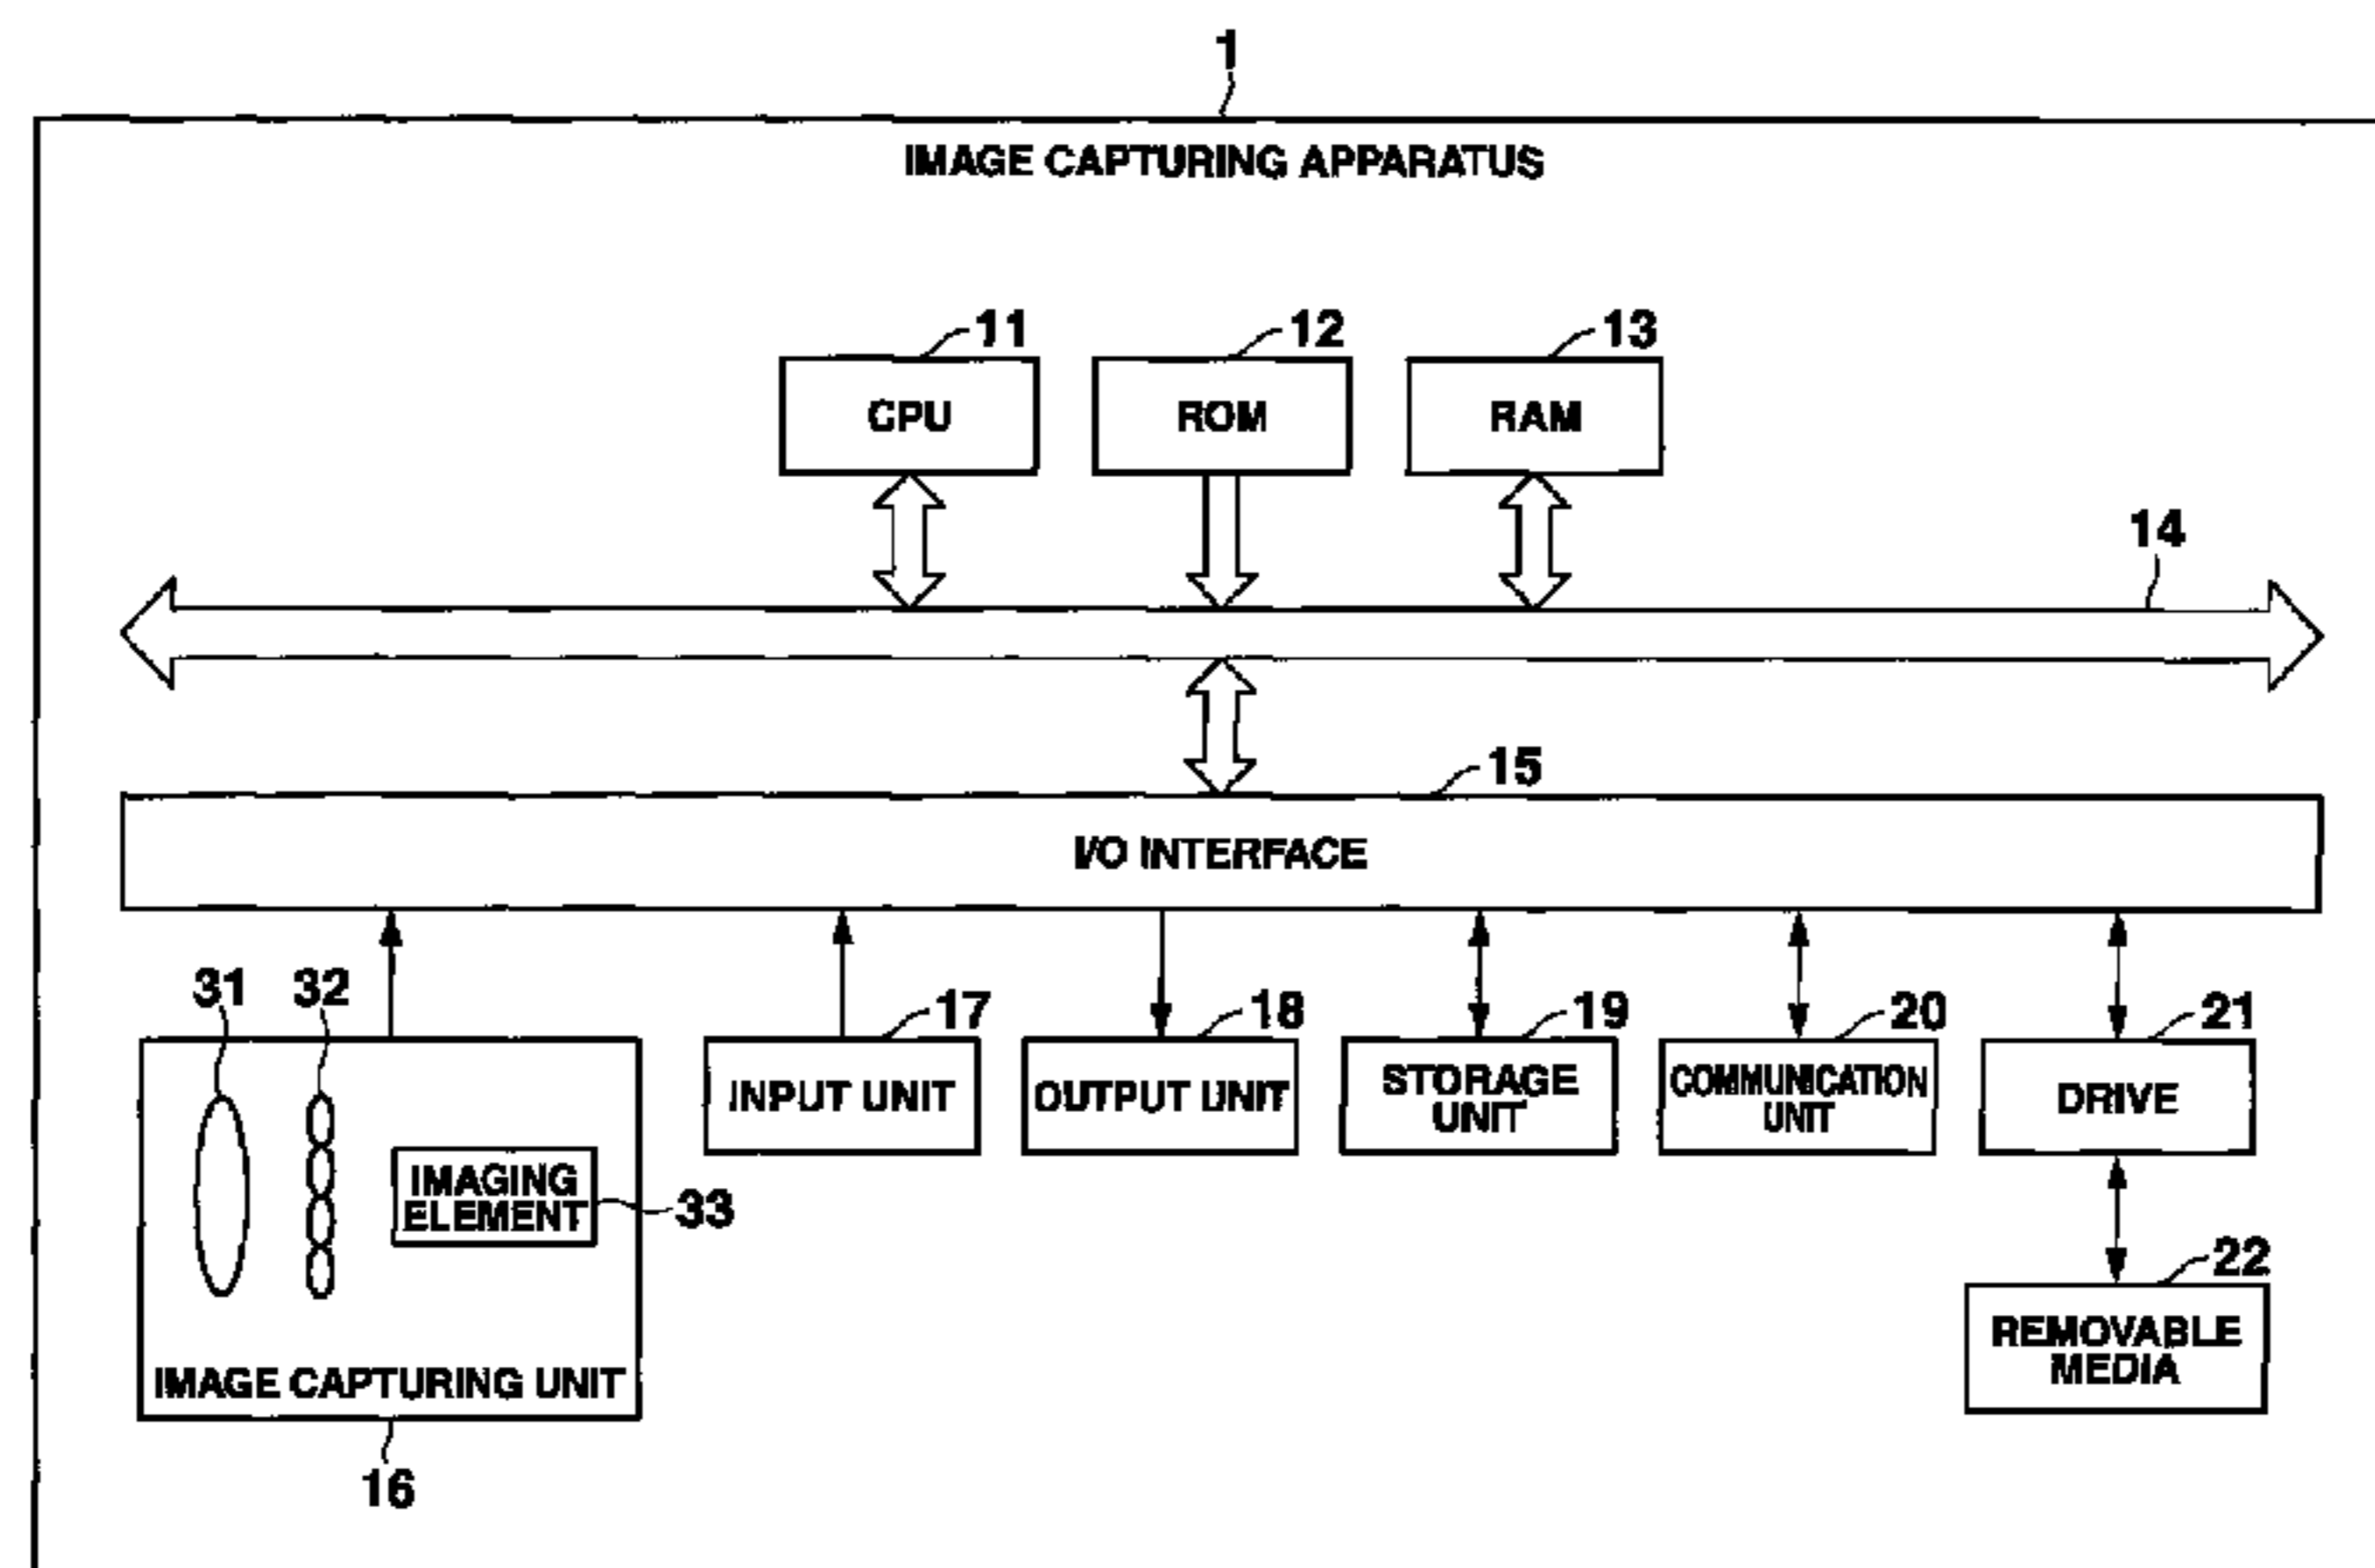 1
IMAGE CAPTURING APPARATUS
11
12
13
CPU
ROM
RAM
14
15
I/O INTERFACE
31
32
17
18
19
20
21
INPUT UNIT
OUTPUT UNIT
STORAGE
UNIT
COMMUNICATION
UNIT
DRIVE
IMAGING
ELEMENT
33
22
REMOVABLE
MEDIA
IMAGE CAPTURING UNIT
16